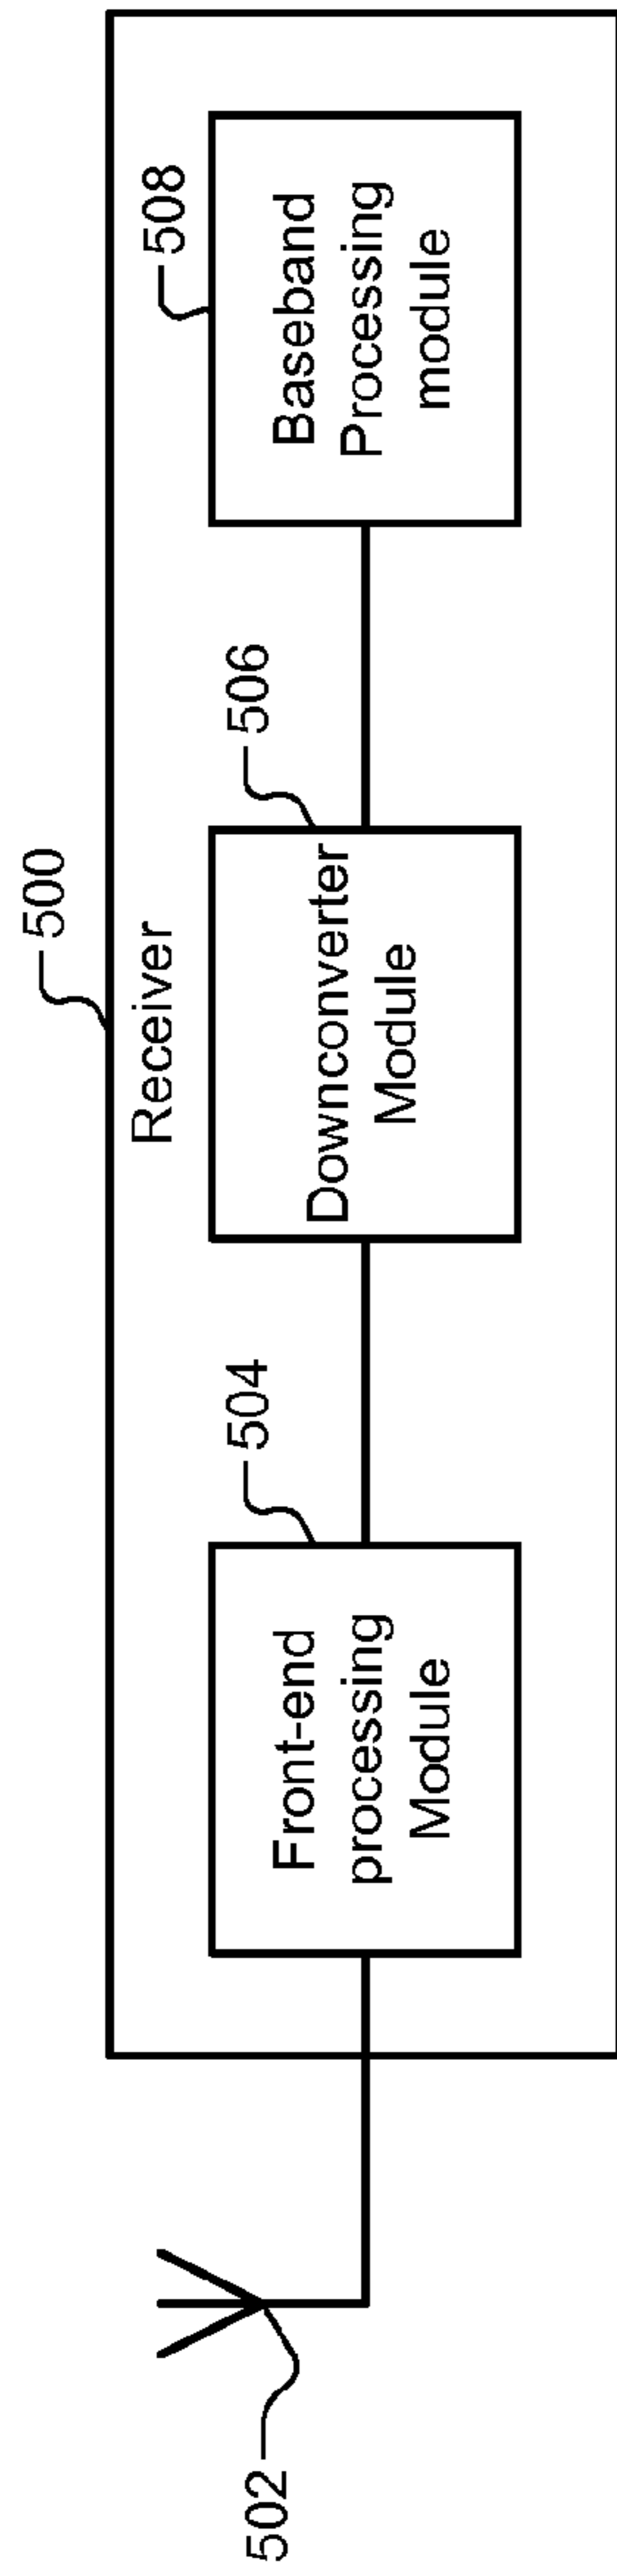 500
Receiver
502
504
506
508
Front-end
processing
Module
Downconverter
Module
Baseband
Processing
module